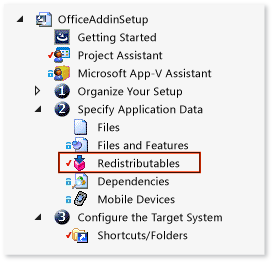 OfficeAddinSetup
Getting Started
Project Assistant
Microsoft App-V Assistant
1 Organize Your Setup
2 Specify Application Data
Files
Files and Features
Redistributables
Dependencies
Mobile Devices
3 Configure the Target System
Shortcuts/Folders